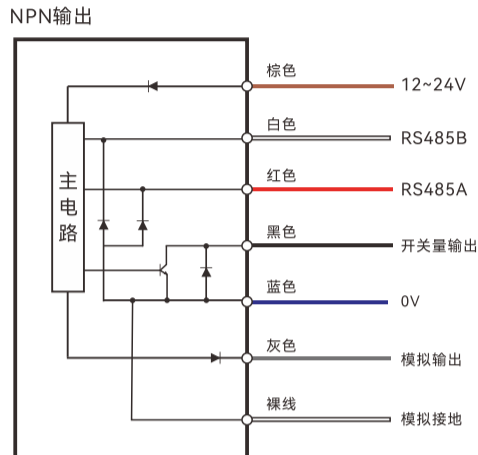 NPN输出
棕色 12~24V
白色 RS485B
红色 RS485A
主电路
黑色 开关量输出
蓝色 0V
灰色 模拟输出
裸线 模拟接地